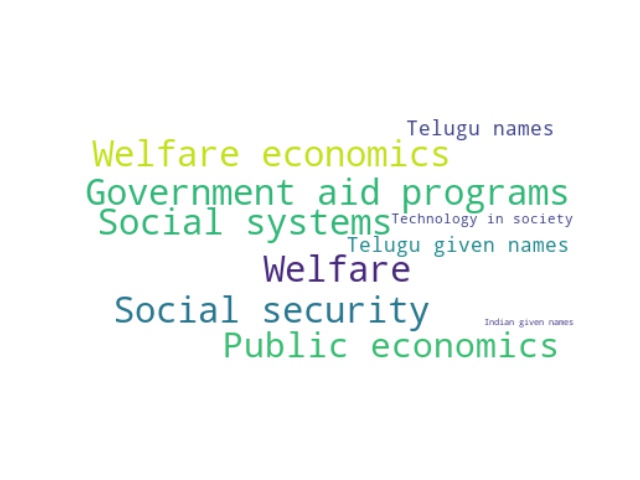 Telugu names
Welfare economics
Government aid programs
Social systems
Technology in society
Telugu given names
Welfare
Social security
Indian given names
Public economics